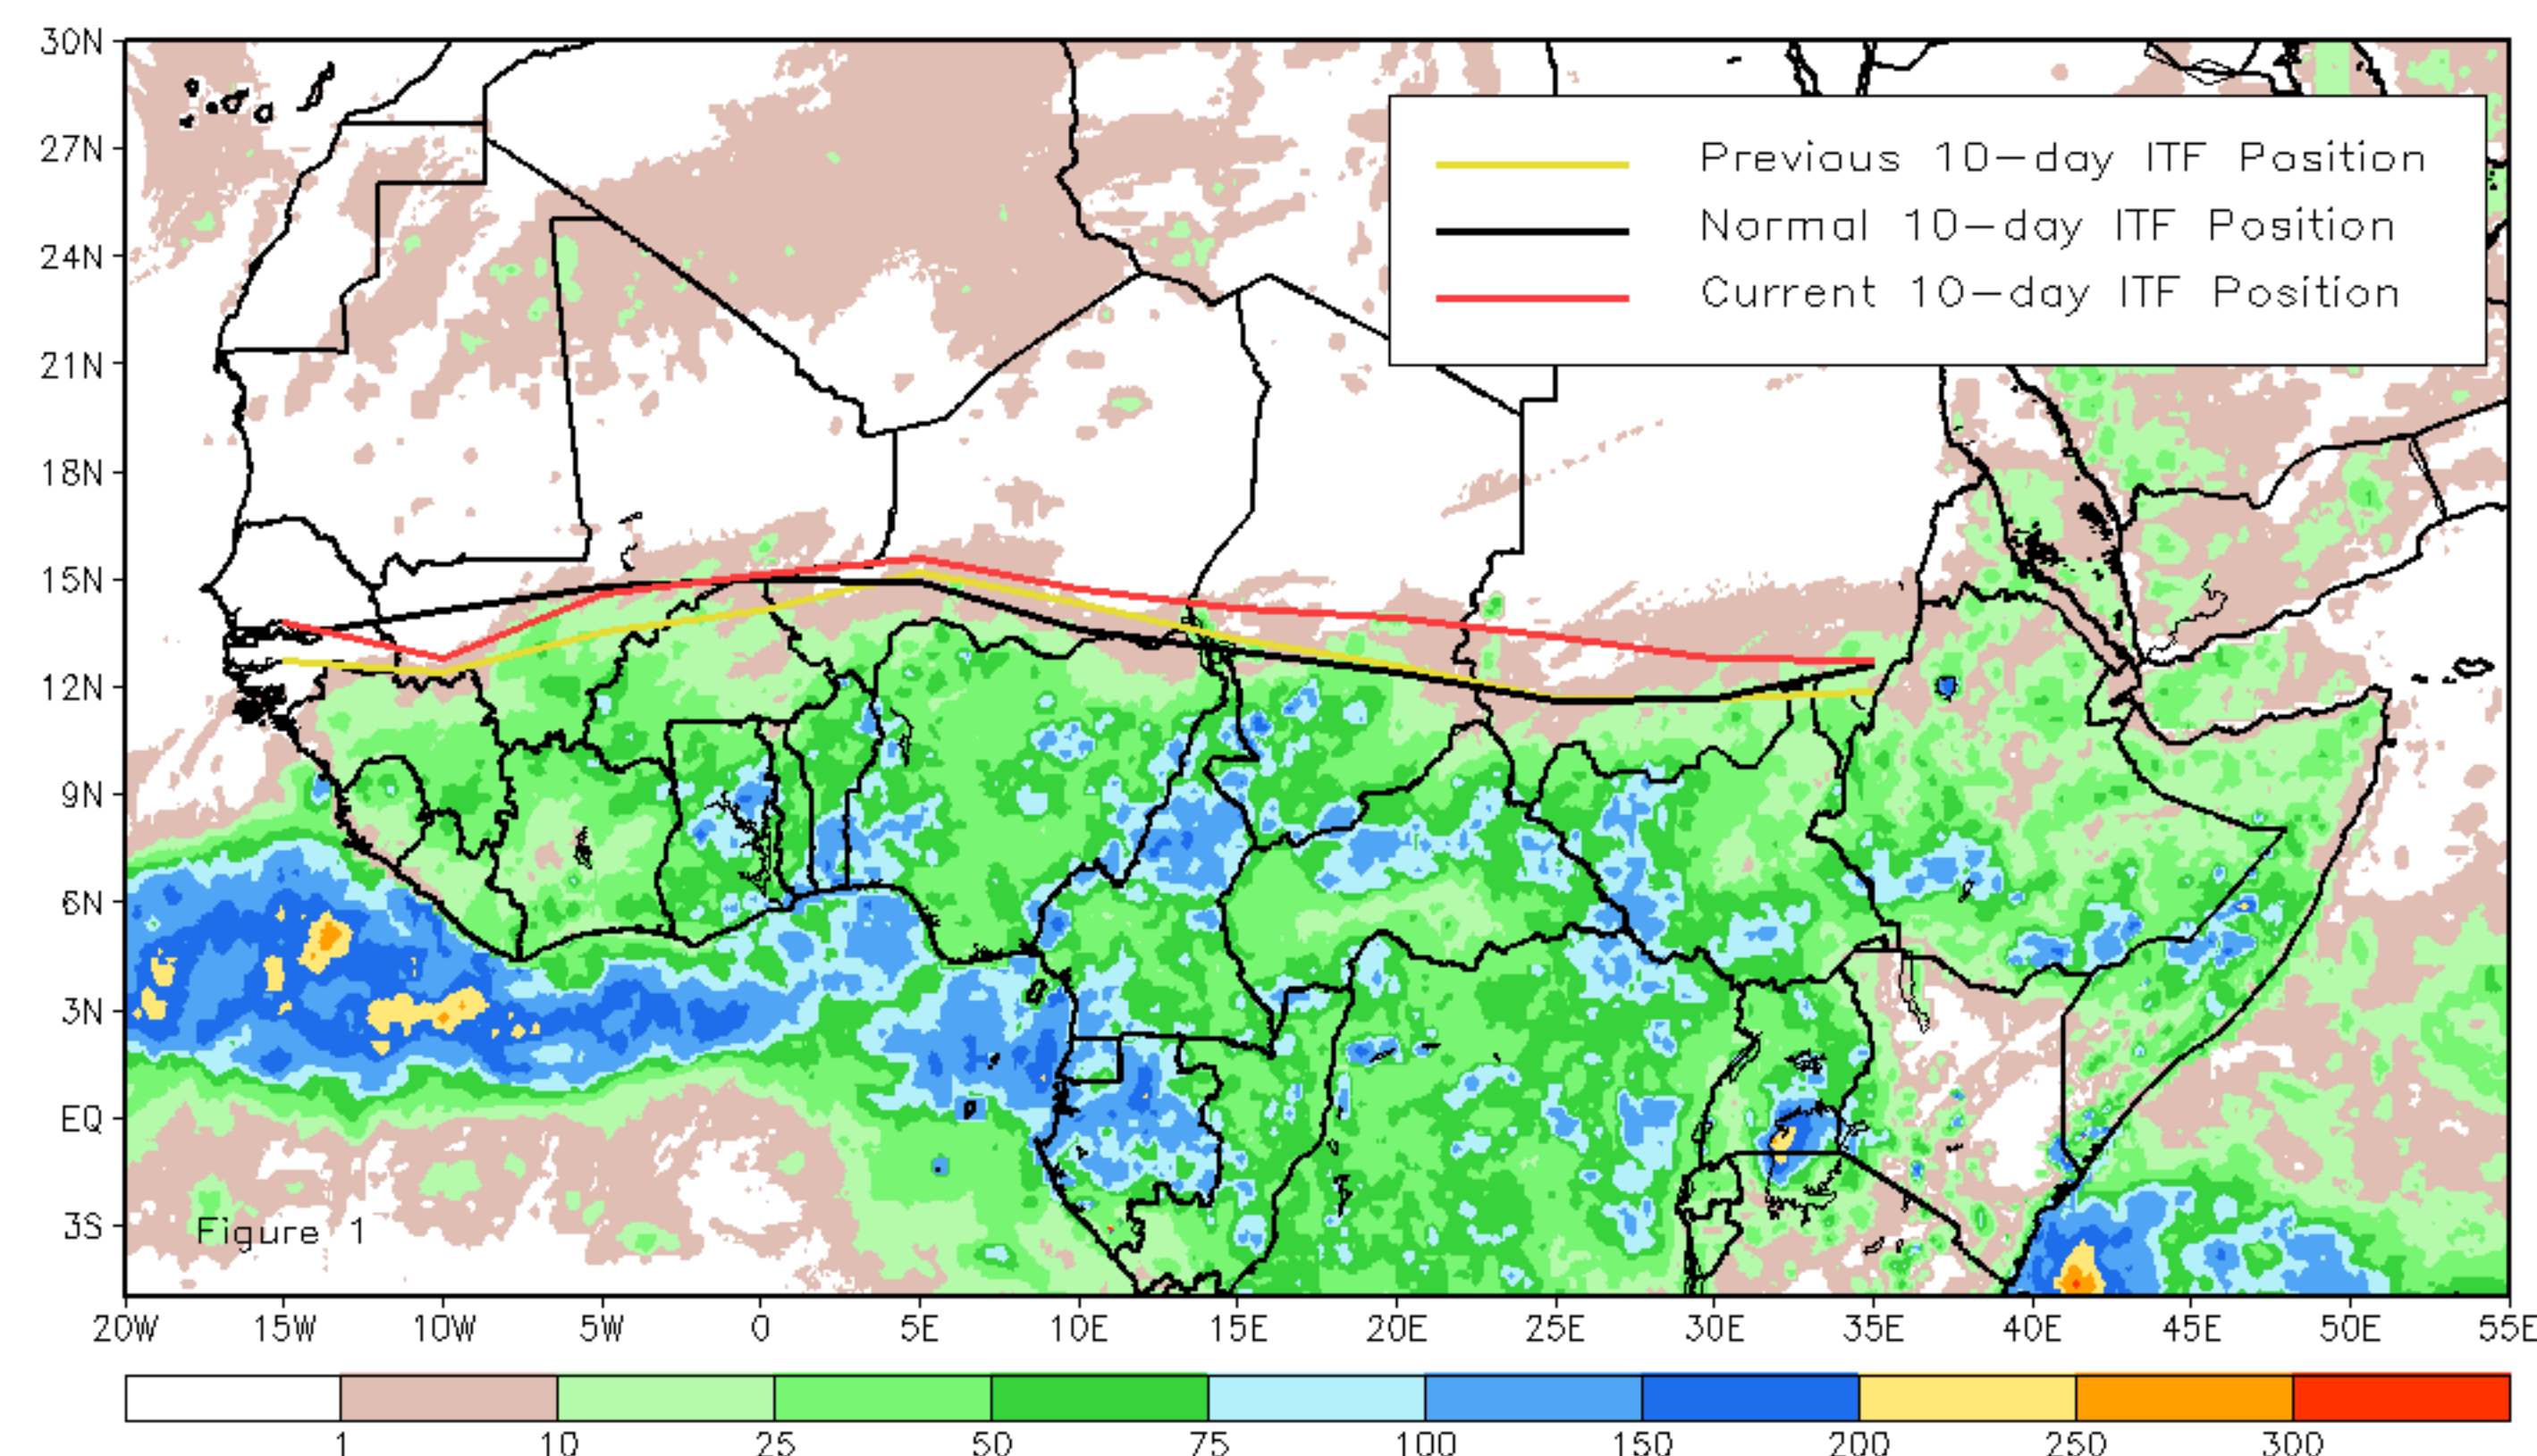 30N
27N
24N
21N
18N
15N
12N
9N
6N
3N
EQ
3S
Previous 10-day ITF Position
Normal 10-day ITF Position
Current 10-day ITF Position
Figure 1
20W 15W 10W 5W 0 5E 10E 15E 20E 25E 30E 35E 40E 45E 50E 55E
1 10 25 50 75 100 150 200 250 300